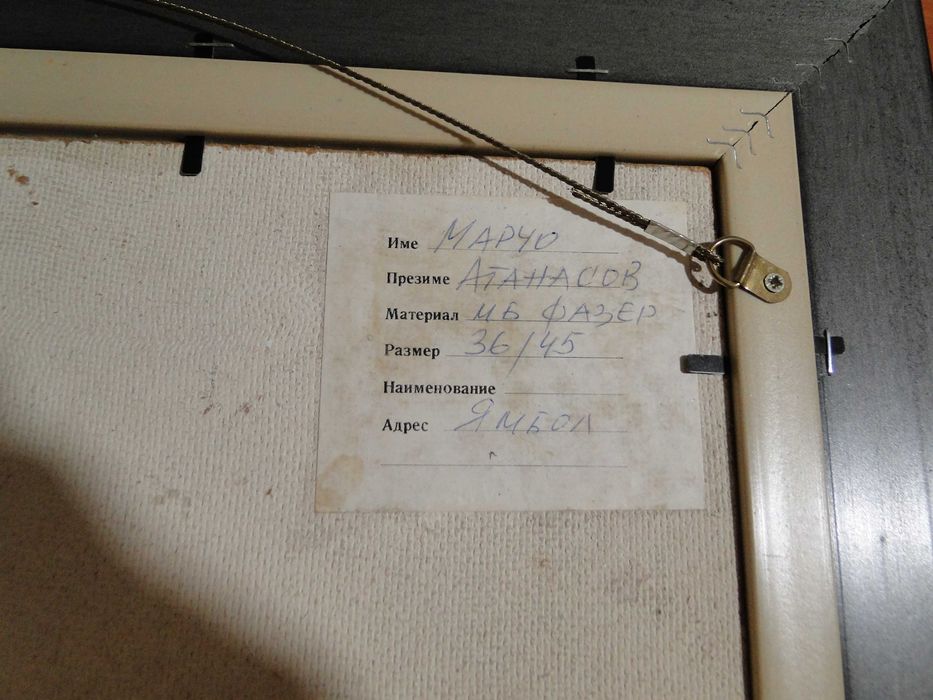 Име МАРЧО
Презиме АТАНАСОВ
Материал МБ ФАЗЕР
Размер 36/45
Наименование
Адрес ЯМБОЛ